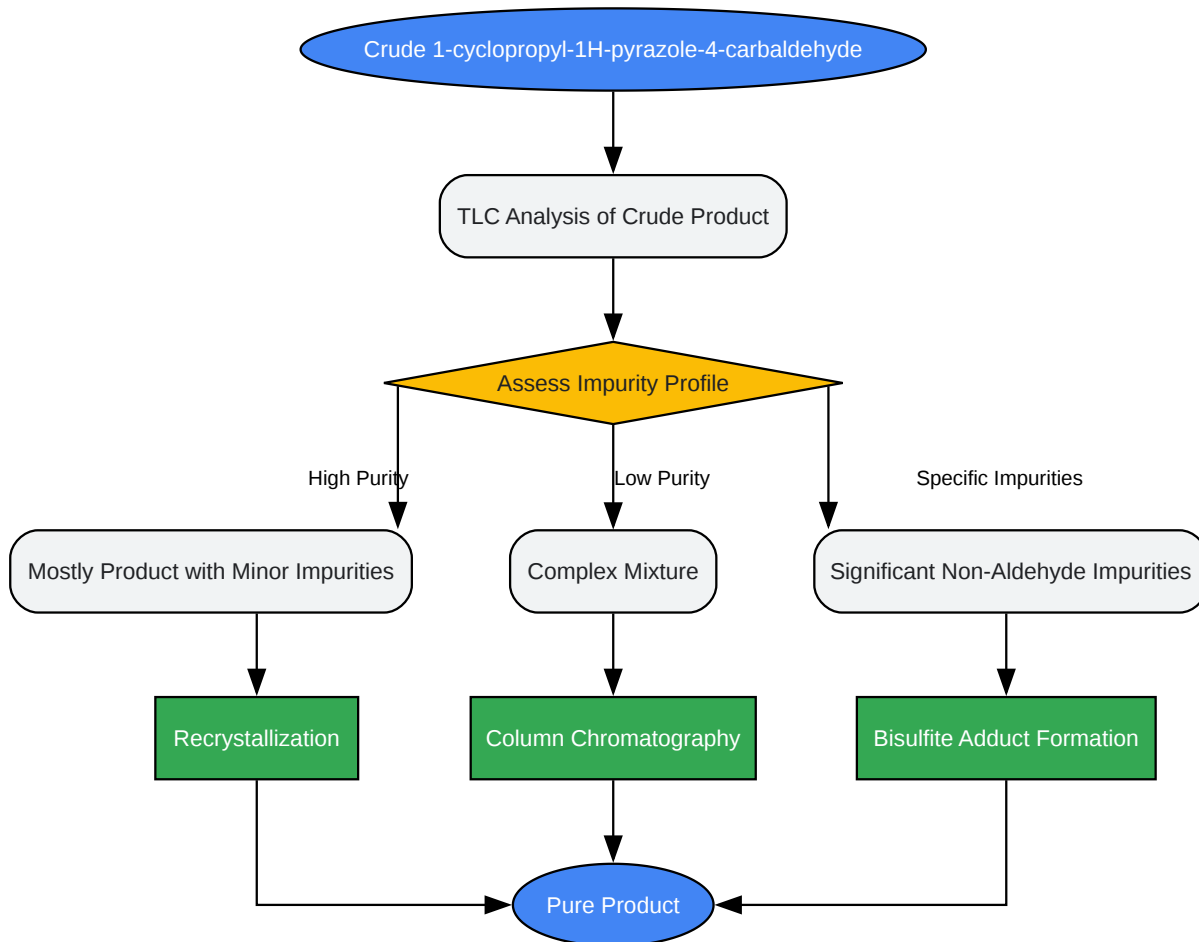 Crude 1-cyclopropyl-1H-pyrazole-4-carbaldehyde
TLC Analysis of Crude Product
Assess Impurity Profile
High Purity
Low Purity
Specific Impurities
Mostly Product with Minor Impurities
Complex Mixture
Significant Non-Aldehyde Impurities
Recrystallization
Column Chromatography
Bisulfite Adduct Formation
Pure Product